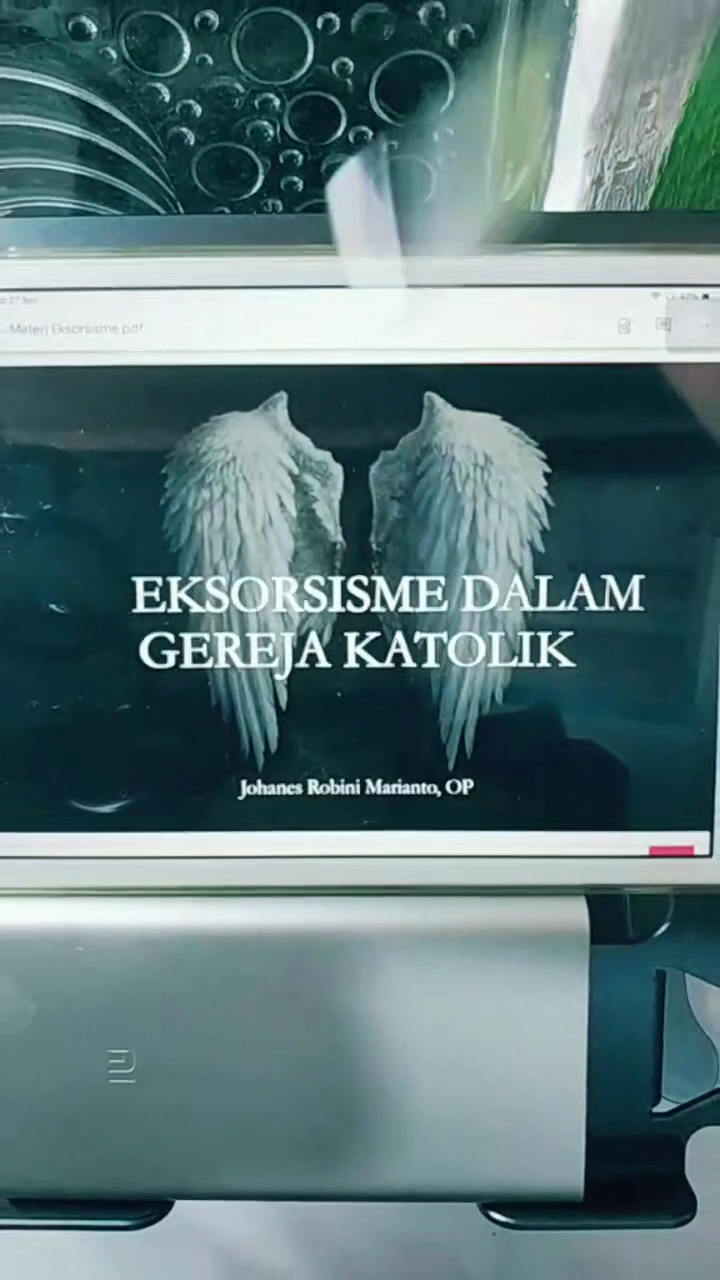 Materi Eksorsisme.pdf
EKSORSISME DALAM
GEREJA KATOLIK
Johanes Robini Marianto, OP